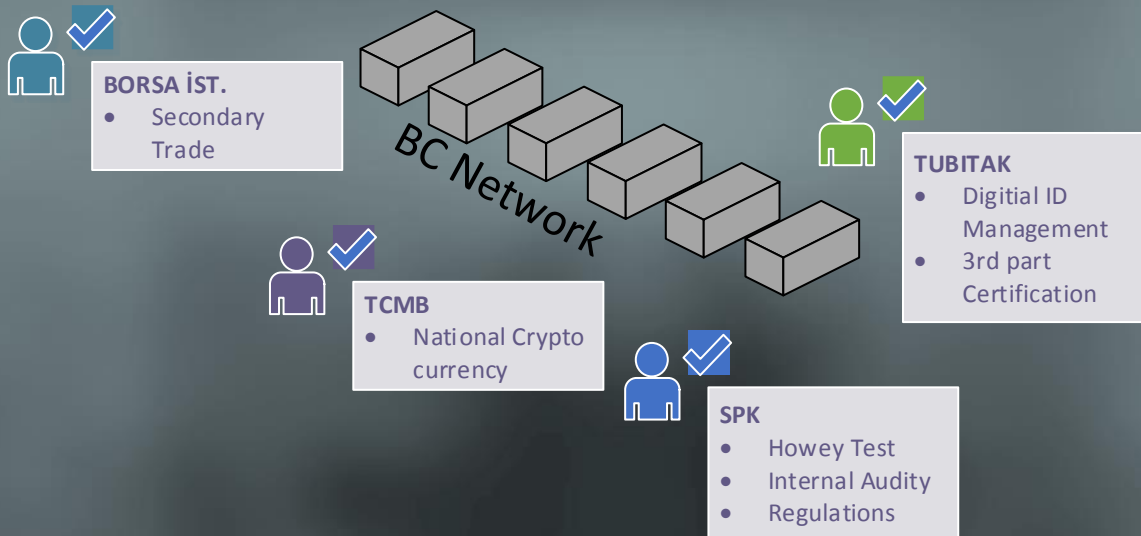 BORSA İST.
• Secondary
Trade
BC Network
TUBITAK
• Digitial ID
Management
• 3rd part
Certification
TCMB
• National Crypto
currency
SPK
• Howey Test
• Internal Audity
• Regulations